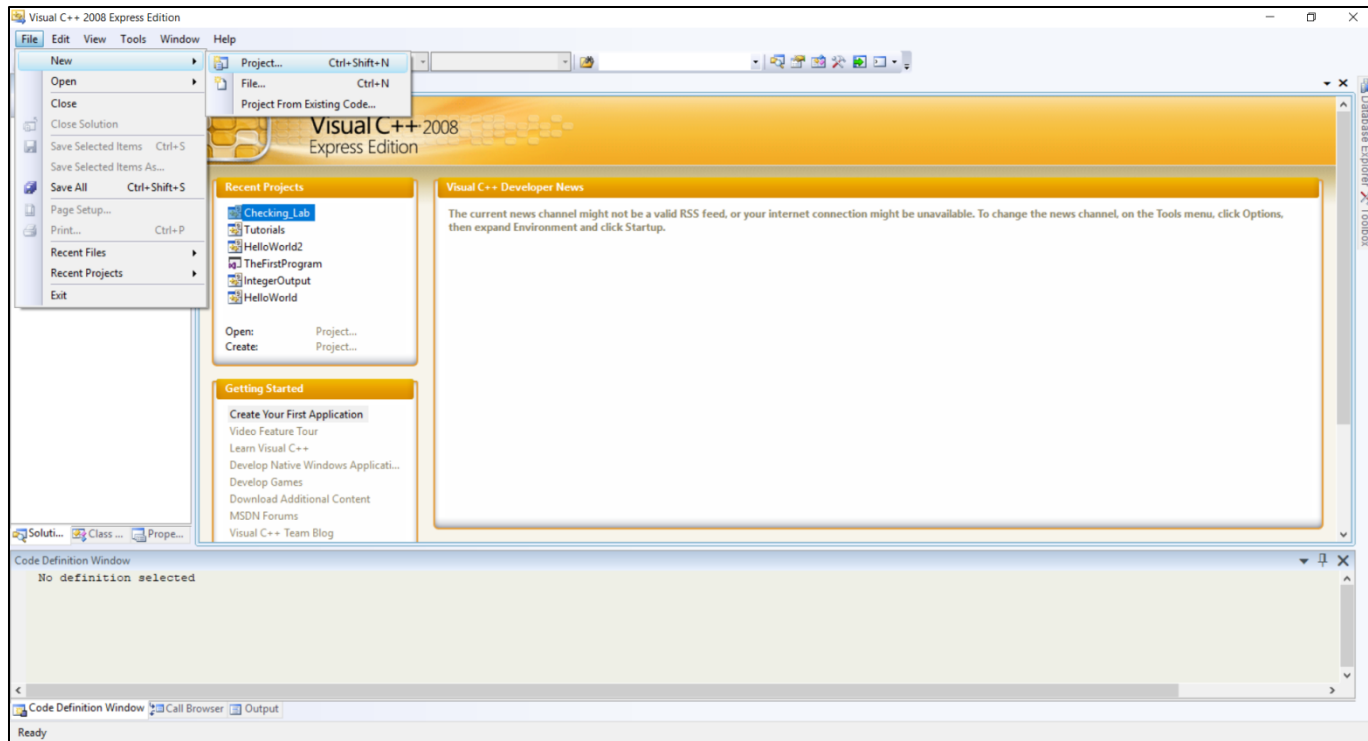 Visual C++ 2008 Express Edition
File Edit View Tools Window Help
New
Open
Close
Close Solution
Save Selected Items Ctrl+S
Save Selected Items As...
Save All Ctrl+Shift+S
Page Setup...
Print... Ctrl+P
Recent Files
Recent Projects
Exit
Project... Ctrl+Shift+N
File... Ctrl+N
Project From Existing Code...
Visual C++ 2008
Express Edition
Recent Projects
Checking_Lab
Tutorials
HelloWorld2
TheFirstProgram
IntegerOutput
HelloWorld
Open: Project...
Create: Project...
Getting Started
Create Your First Application
Video Feature Tour
Learn Visual C++
Develop Native Windows Applicati...
Develop Games
Download Additional Content
MSDN Forums
Visual C++ Team Blog
Visual C++ Developer News
The current news channel might not be a valid RSS feed, or your internet connection might be unavailable. To change the news channel, on the Tools menu, click Options,
then expand Environment and click Startup.
Database Explorer
Toolbox
Soluti... Class ... Prope...
Code Definition Window
No definition selected
Code Definition Window Call Browser Output
Ready